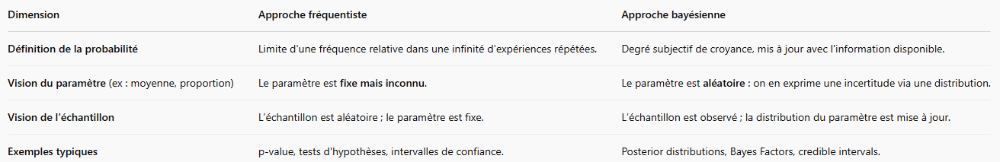 Dimension Approche fréquentiste Approche bayésienne
Définition de la probabilité Limite d'une fréquence relative dans une infinité d'expériences répétées. Degré subjectif de croyance, mis à jour avec l'information disponible.
Vision du paramètre (ex : moyenne, proportion) Le paramètre est fixe mais inconnu. Le paramètre est aléatoire : on en exprime une incertitude via une distribution.
Vision de l'échantillon L’échantillon est aléatoire ; le paramètre est fixe. L’échantillon est observé ; la distribution du paramètre est mise à jour.
Exemples typiques p-value, tests d'hypothèses, intervalles de confiance. Posterior distributions, Bayes Factors, credible intervals.